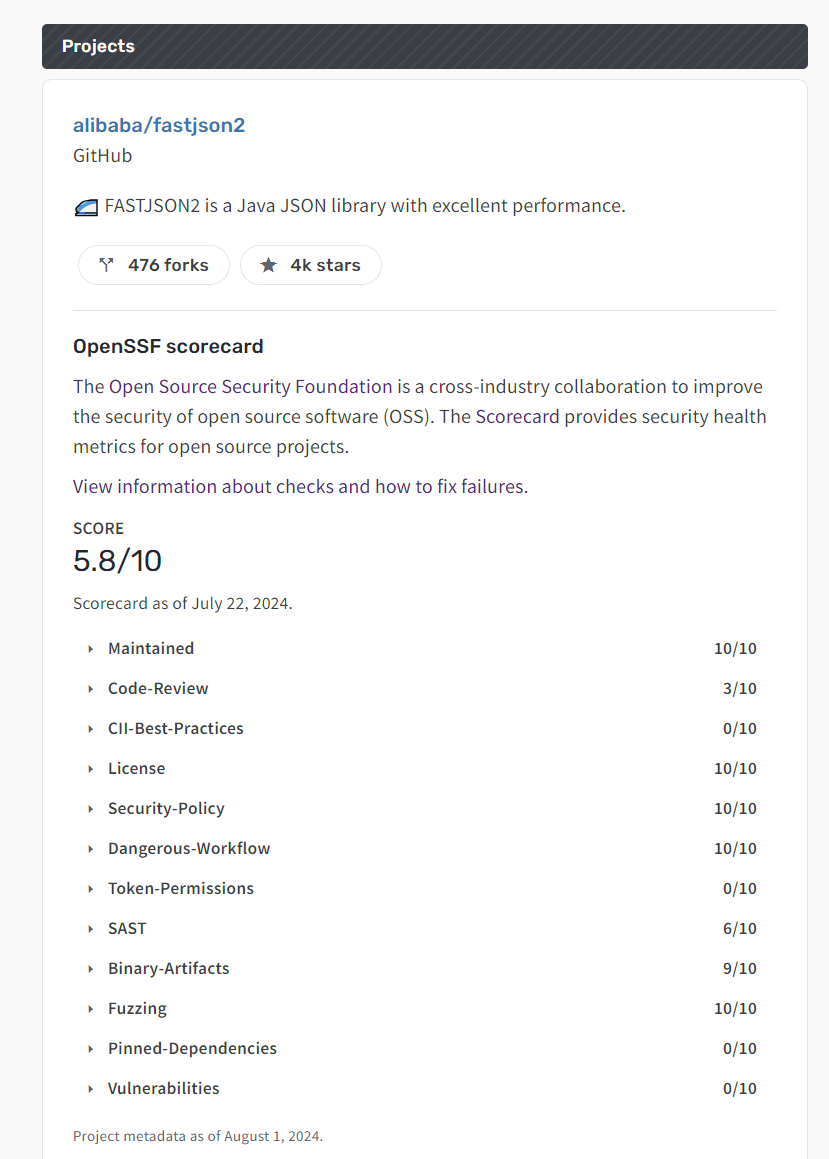 Projects
alibaba/fastjson2
GitHub
FASTJSON2 is a Java JSON library with excellent performance.
476 forks
4k stars
OpenSSF scorecard
The Open Source Security Foundation is a cross-industry collaboration to improve
the security of open source software (OSS). The Scorecard provides security health
metrics for open source projects.
View information about checks and how to fix failures.
SCORE
5.8/10
Scorecard as of July 22, 2024.
Maintained 10/10
Code-Review 3/10
CII-Best-Practices 0/10
License 10/10
Security-Policy 10/10
Dangerous-Workflow 10/10
Token-Permissions 0/10
SAST 6/10
Binary-Artifacts 9/10
Fuzzing 10/10
Pinned-Dependencies 0/10
Vulnerabilities 0/10
Project metadata as of August 1, 2024.